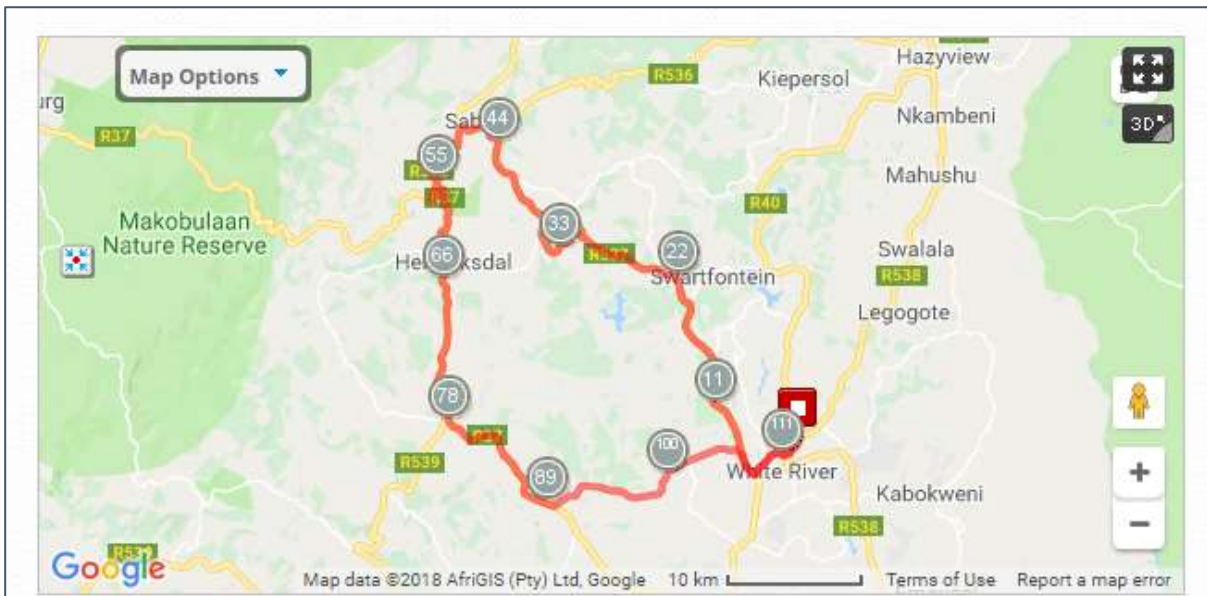 Map Options
Hazyview
R536
Kiepersol
urg
Nkambeni
3D
R37
44
55
Mahushu
R37
Makobulaan
Nature Reserve
R40
33
22
Swalala
66
Swartfontein
R538
Legogote
11
78
111
R539
100
89
White River
Kabokweni
+
R538
−
Google
Map data ©2018 AfriGIS (Pty) Ltd, Google
10 km
Terms of Use
Report a map error